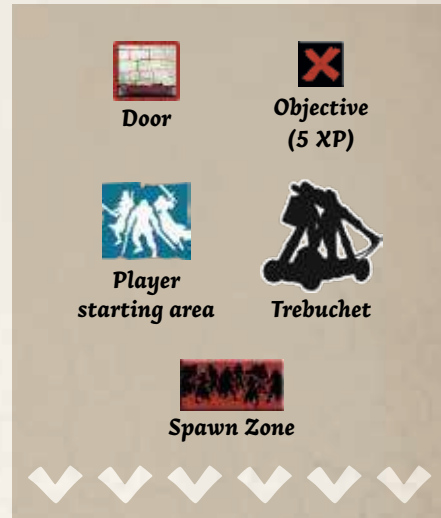 Door
Objective
(5 XP)
Player
starting area
Trebuchet
Spawn Zone